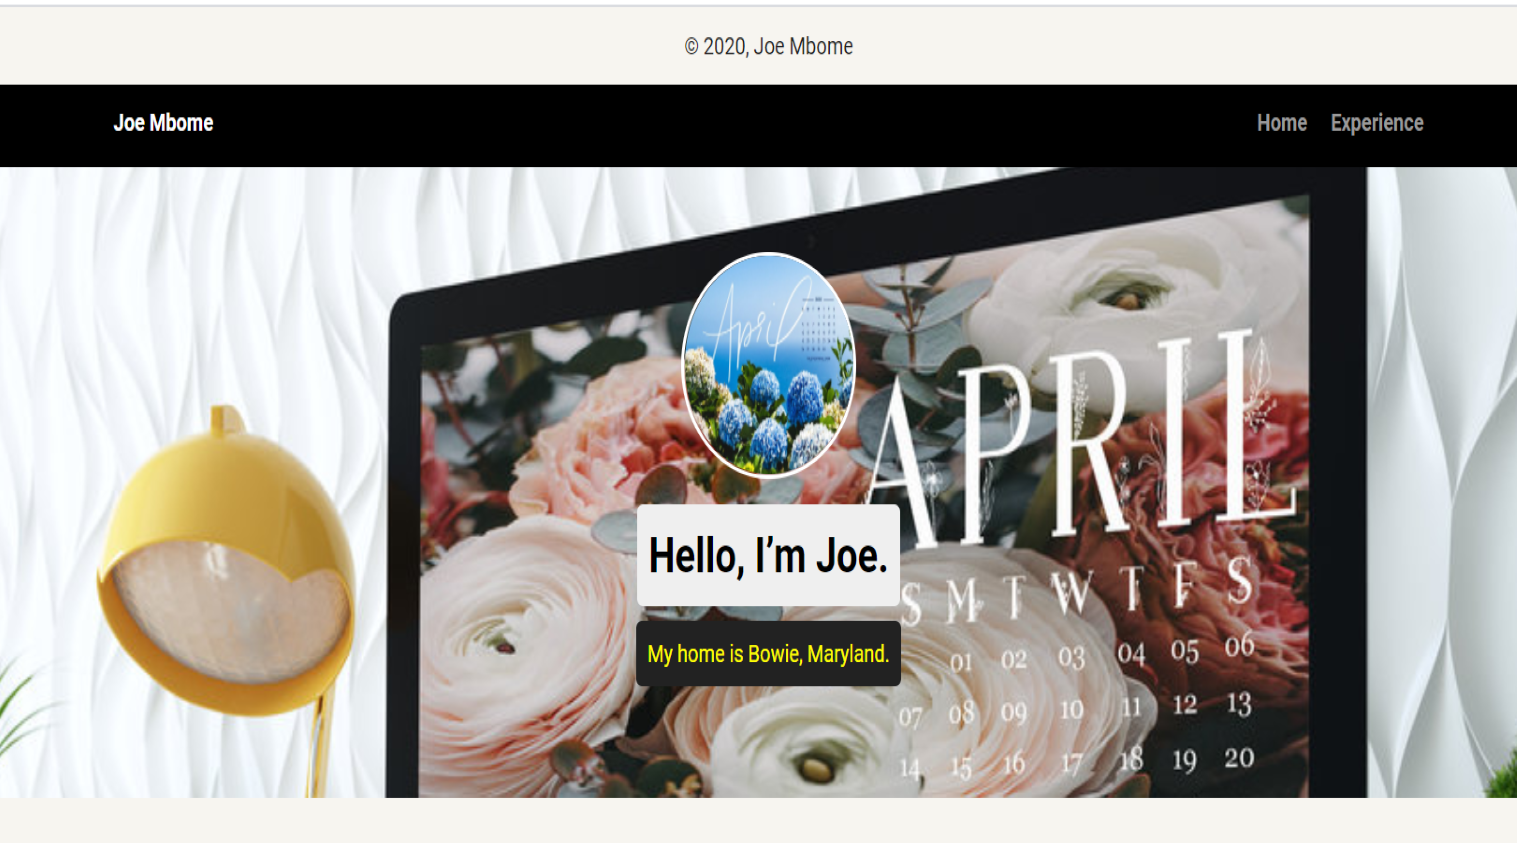 © 2020, Joe Mbome
Joe Mbome
Home Experience
April
APRIL
Hello, I’m Joe.
S M T W T F S
My home is Bowie, Maryland.
01 02 03 04 05 06
07 08 09 10 11 12 13
14 15 16 17 18 19 20